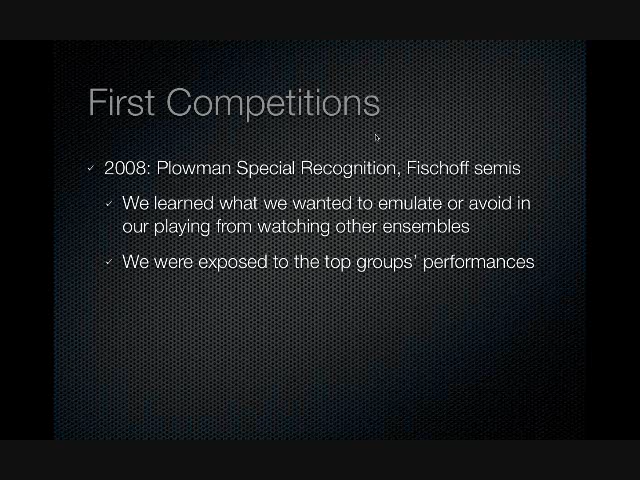 First Competitions
2008: Plowman Special Recognition, Fischoff semis
We learned what we wanted to emulate or avoid in
our playing from watching other ensembles
We were exposed to the top groups’ performances